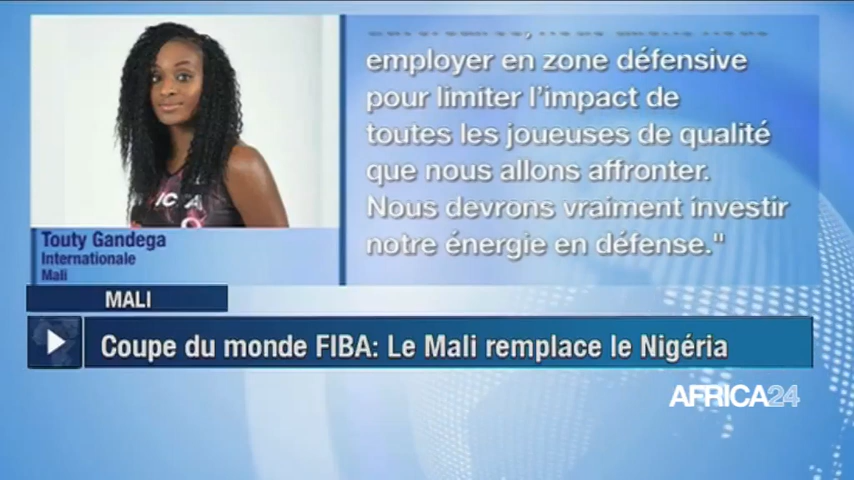 employer en zone défensive
pour limiter l'impact de
toutes les joueuses de qualité
que nous allons affronter.
Nous devrons vraiment investir
notre énergie en défense."
Touty Gandega
Internationale
Mali
MALI
Coupe du monde FIBA: Le Mali remplace le Nigéria
AFRICA24